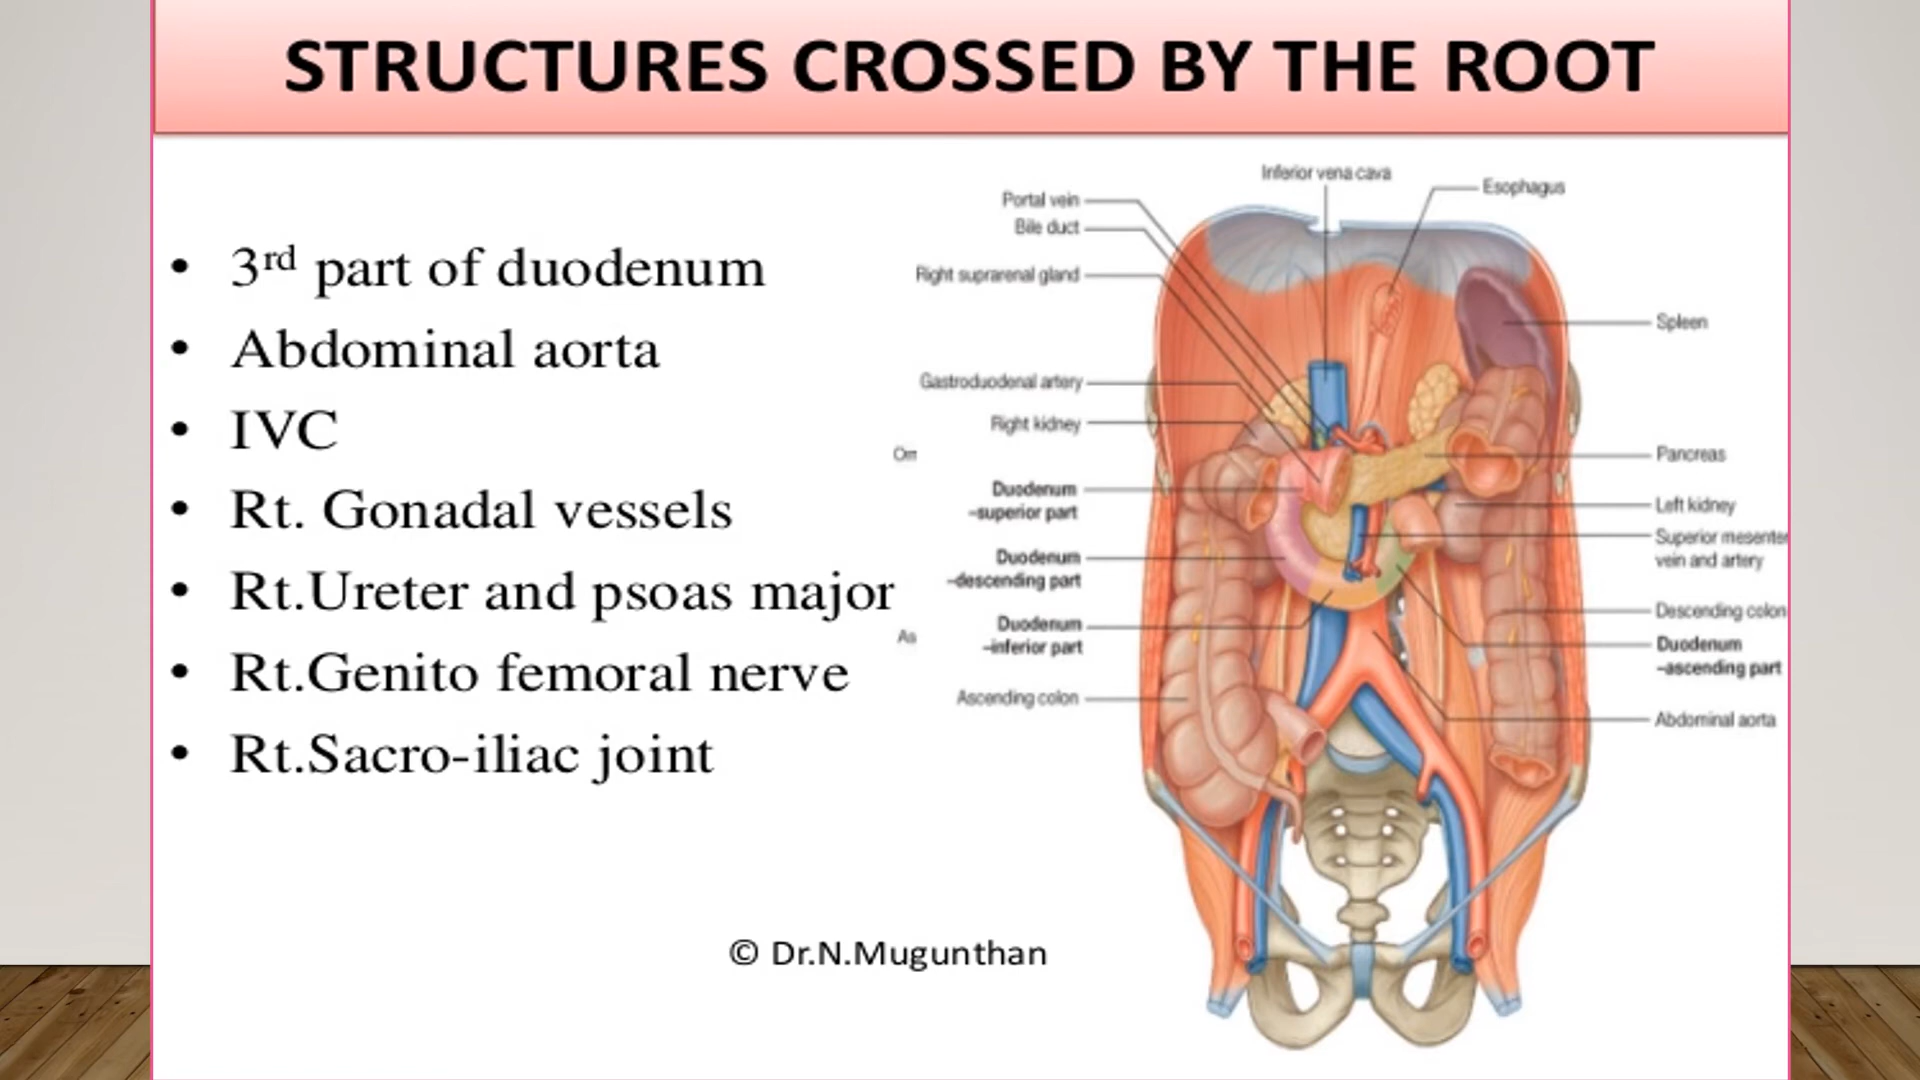 STRUCTURES CROSSED BY THE ROOT
• 3rd part of duodenum
• Abdominal aorta
• IVC
• Rt. Gonadal vessels
• Rt.Ureter and psoas major
• Rt.Genito femoral nerve
• Rt.Sacro-iliac joint
Inferior vena cava
Esophagus
Portal vein
Bile duct
Right suprarenal gland
Spleen
Gastroduodenal artery
Right kidney
Om
Pancreas
Duodenum
-superior part
Left kidney
Superior mesenter
vein and artery
Duodenum
-descending part
Descending colon
Duodenum
-inferior part
As
Duodenum
-ascending part
Ascending colon
Abdominal aorta
© Dr.N.Mugunthan